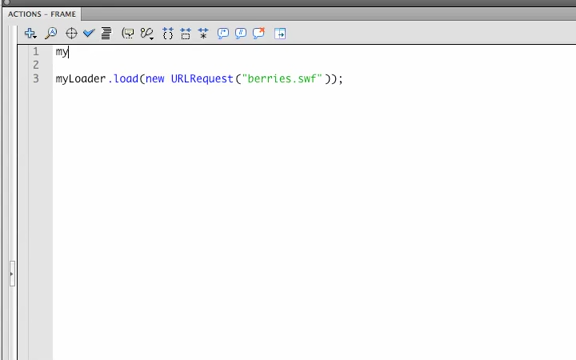 ACTIONS - FRAME
1 my
2
3 myLoader.load(new URLRequest("berries.swf"));